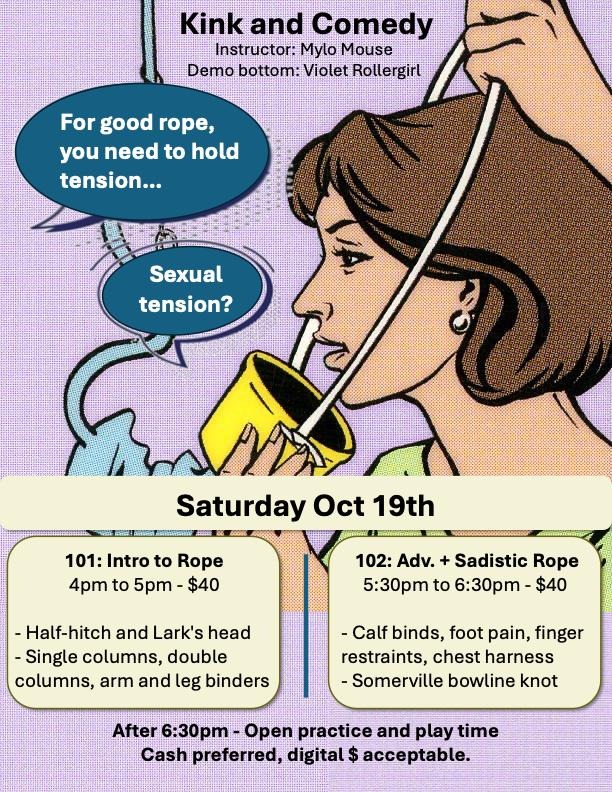 Kink and Comedy
Instructor: Mylo Mouse
Demo bottom: Violet Rollergirl
For good rope,
you need to hold
tension...
Sexual
tension?
Saturday Oct 19th
101: Intro to Rope
4pm to 5pm - $40
- Half-hitch and Lark's head
- Single columns, double
columns, arm and leg binders
102: Adv. + Sadistic Rope
5:30pm to 6:30pm - $40
- Calf binds, foot pain, finger
restraints, chest harness
- Somerville bowline knot
After 6:30pm - Open practice and play time
Cash preferred, digital $ acceptable.